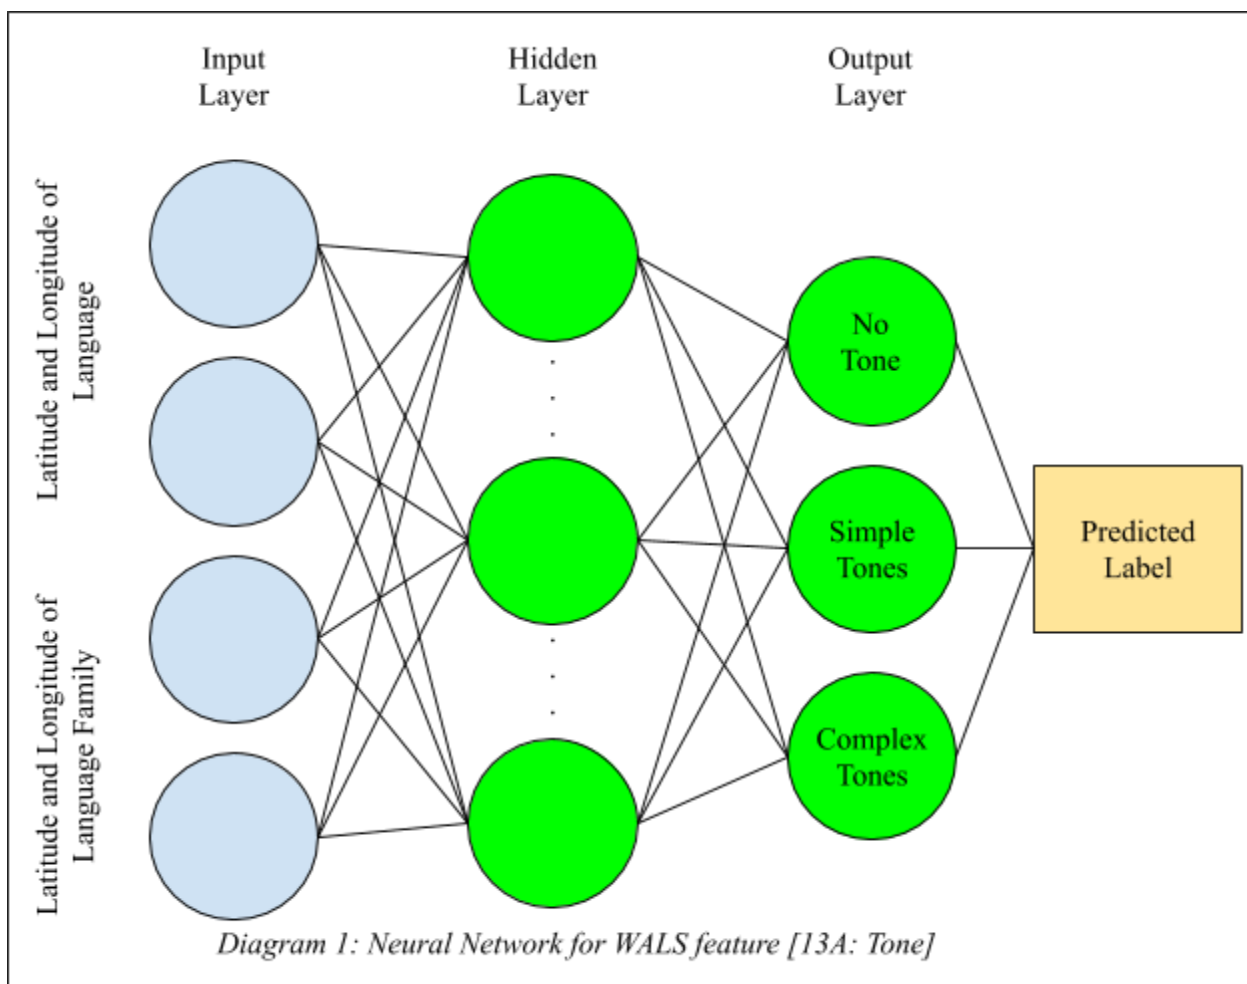 Input
Layer
Hidden
Layer
Output
Layer
Latitude and Longitude of
Language
Latitude and Longitude of
Language Family
No
Tone
Simple
Tones
Complex
Tones
Predicted
Label
Diagram 1: Neural Network for WALS feature [13A: Tone]